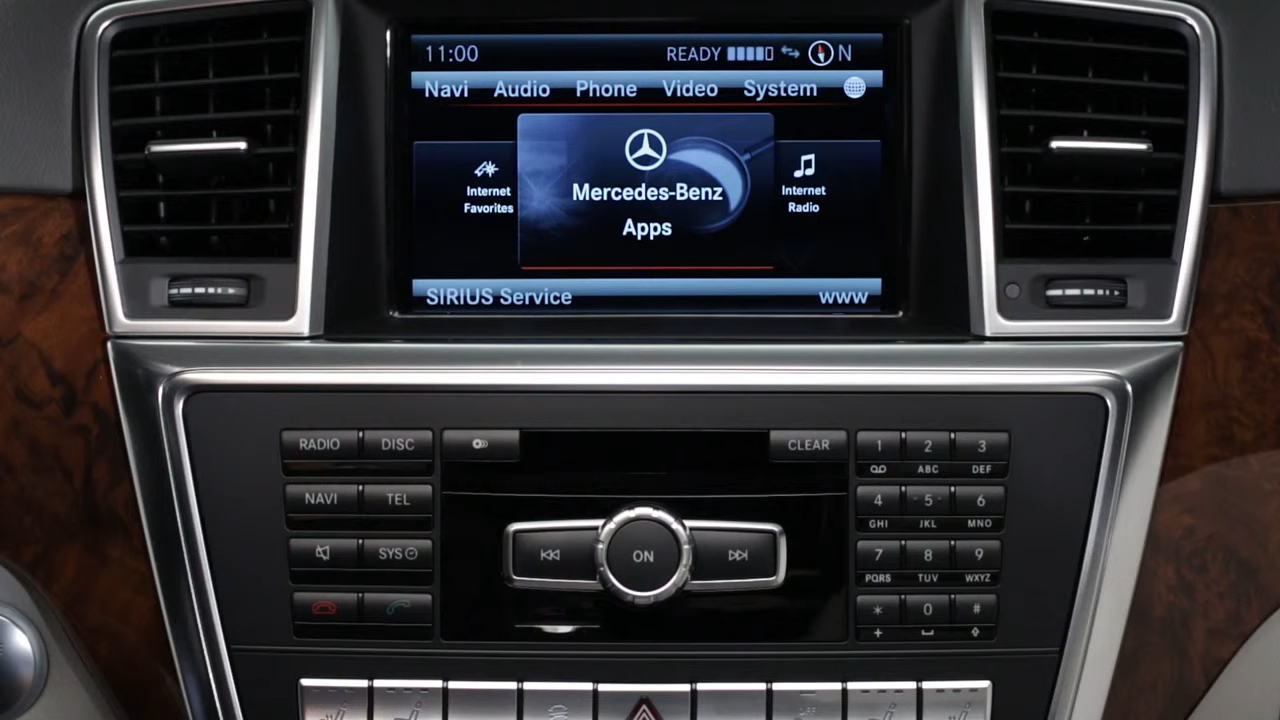 11:00 READY N
Navi Audio Phone Video System
Internet
Favorites
Mercedes-Benz
Apps
Internet
Radio
SIRIUS Service www
RADIO DISC CLEAR 1 2 3
ABC DEF
NAVI TEL 4 5 6
GHI JKL MNO
ON
SYS 7 8 9
PQRS TUV WXYZ
* 0 #
+